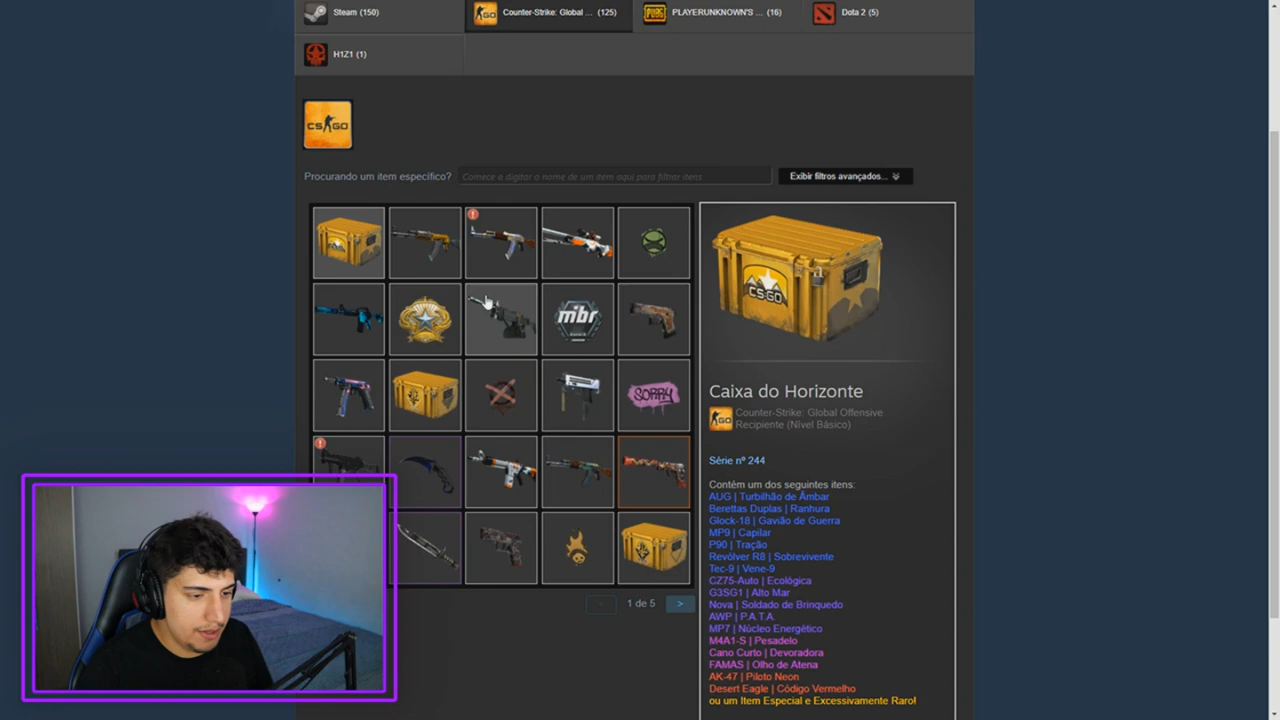 Steam (150)
Counter-Strike: Global ... (125)
PLAYERUNKNOWN'S ... (16)
Dota 2 (5)
H1Z1 (1)
CS GO
Procurando um item específico?
Comece a digitar o nome de um item aqui para filtrar itens
Exibir filtros avançados...
mbr
SORRY
1 de 5
>
CS:GO
Caixa do Horizonte
Counter-Strike: Global Offensive
Recipiente (Nível Básico)
Série nº 244
Contém um dos seguintes itens:
AUG | Turbilhão de Âmbar
Berettas Duplas | Ranhura
Glock-18 | Gavião de Guerra
MP9 | Capilar
P90 | Tração
Revólver R8 | Sobrevivente
Tec-9 | Vene-9
CZ75-Auto | Ecológica
G3SG1 | Alto Mar
Nova | Soldado de Brinquedo
AWP | P.A.T.A.
MP7 | Núcleo Energético
M4A1-S | Pesadelo
Cano Curto | Devoradora
FAMAS | Olho de Atena
AK-47 | Piloto Neon
Desert Eagle | Código Vermelho
ou um Item Especial e Excessivamente Raro!